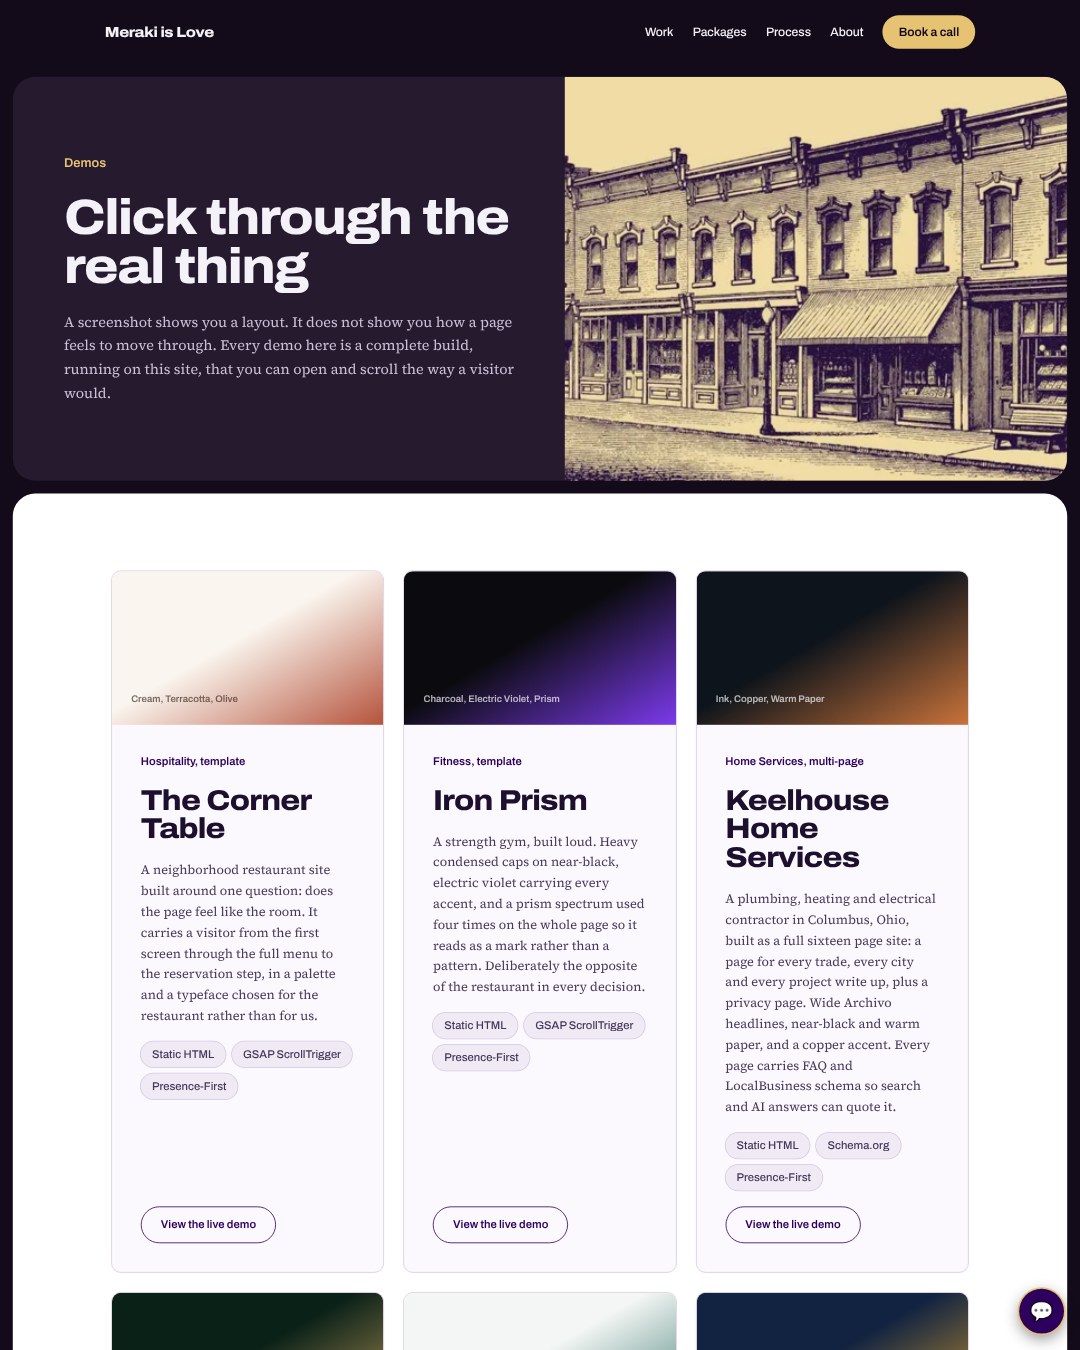 Meraki is Love
Work
Packages
Process
About
Book a call
Demos
Click through the
real thing
A screenshot shows you a layout. It does not show you how a page
feels to move through. Every demo here is a complete build,
running on this site, that you can open and scroll the way a visitor
would.
Cream, Terracotta, Olive
Hospitality, template
The Corner
Table
A neighborhood restaurant site
built around one question: does
the page feel like the room. It
carries a visitor from the first
screen through the full menu to
the reservation step, in a palette
and a typeface chosen for the
restaurant rather than for us.
Static HTML
GSAP ScrollTrigger
Presence-First
View the live demo
Charcoal, Electric Violet, Prism
Fitness, template
Iron Prism
A strength gym, built loud. Heavy
condensed caps on near-black,
electric violet carrying every
accent, and a prism spectrum used
four times on the whole page so it
reads as a mark rather than a
pattern. Deliberately the opposite
of the restaurant in every decision.
Static HTML
GSAP ScrollTrigger
Presence-First
View the live demo
Ink, Copper, Warm Paper
Home Services, multi-page
Keelhouse
Home
Services
A plumbing, heating and electrical
contractor in Columbus, Ohio,
built as a full sixteen page site: a
page for every trade, every city
and every project write up, plus a
privacy page. Wide Archivo
headlines, near-black and warm
paper, and a copper accent. Every
page carries FAQ and
LocalBusiness schema so search
and AI answers can quote it.
Static HTML
Schema.org
Presence-First
View the live demo